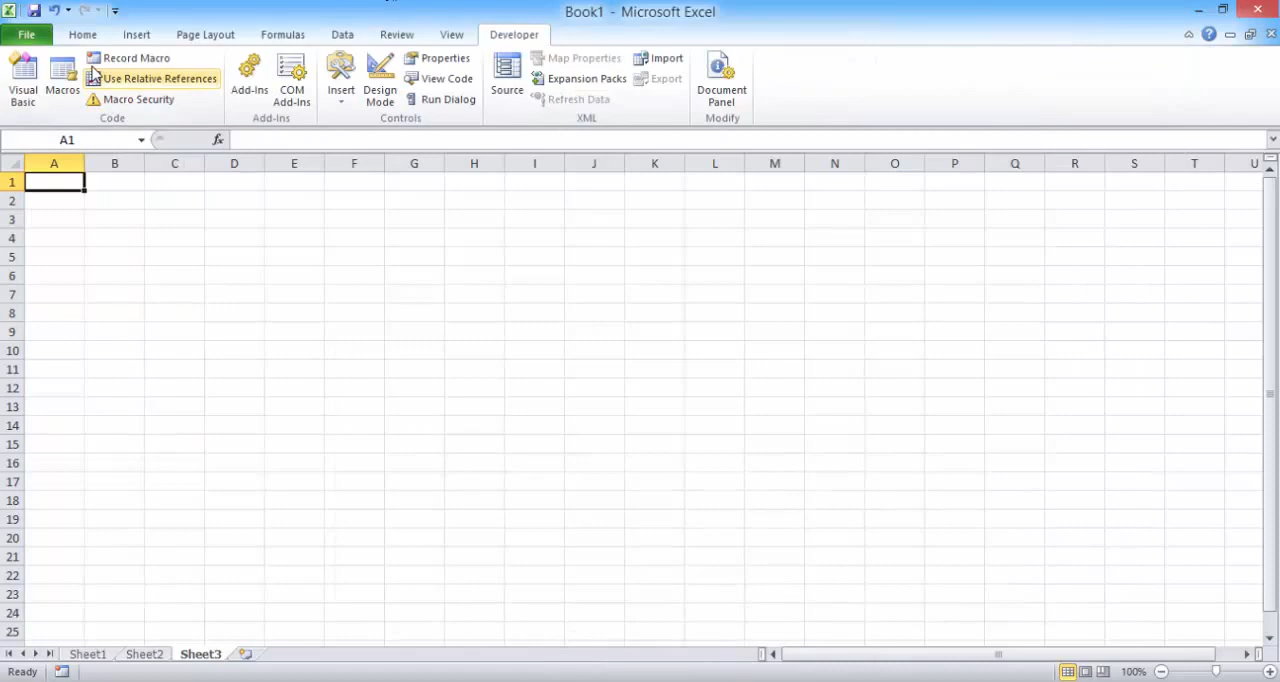 Book1 - Microsoft Excel
File Home Insert Page Layout Formulas Data Review View Developer
Visual Basic
Macros
Record Macro
Use Relative References
Macro Security
Code
Add-Ins
COM Add-Ins
Add-Ins
Insert
Design Mode
Properties
View Code
Run Dialog
Controls
Source
Map Properties
Expansion Packs
Refresh Data
Import
Export
XML
Document Panel
Modify
A1 fx
A B C D E F G H I J K L M N O P Q R S T U
1
2
3
4
5
6
7
8
9
10
11
12
13
14
15
16
17
18
19
20
21
22
23
24
25
Sheet1 Sheet2 Sheet3
Ready 100%